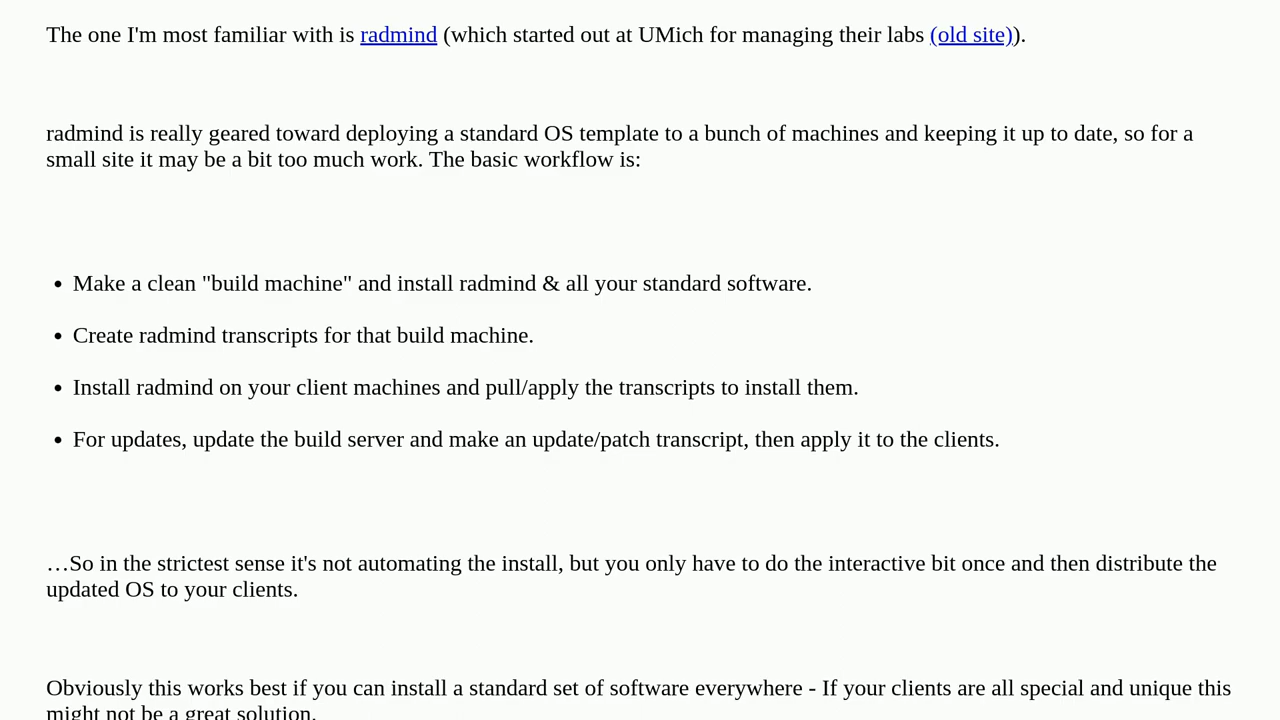 The one I'm most familiar with is radmind (which started out at UMich for managing their labs (old site)).
radmind is really geared toward deploying a standard OS template to a bunch of machines and keeping it up to date, so for a
small site it may be a bit too much work. The basic workflow is:
• Make a clean "build machine" and install radmind & all your standard software.
• Create radmind transcripts for that build machine.
• Install radmind on your client machines and pull/apply the transcripts to install them.
• For updates, update the build server and make an update/patch transcript, then apply it to the clients.
…So in the strictest sense it's not automating the install, but you only have to do the interactive bit once and then distribute the
updated OS to your clients.
Obviously this works best if you can install a standard set of software everywhere - If your clients are all special and unique this
might not be a great solution.